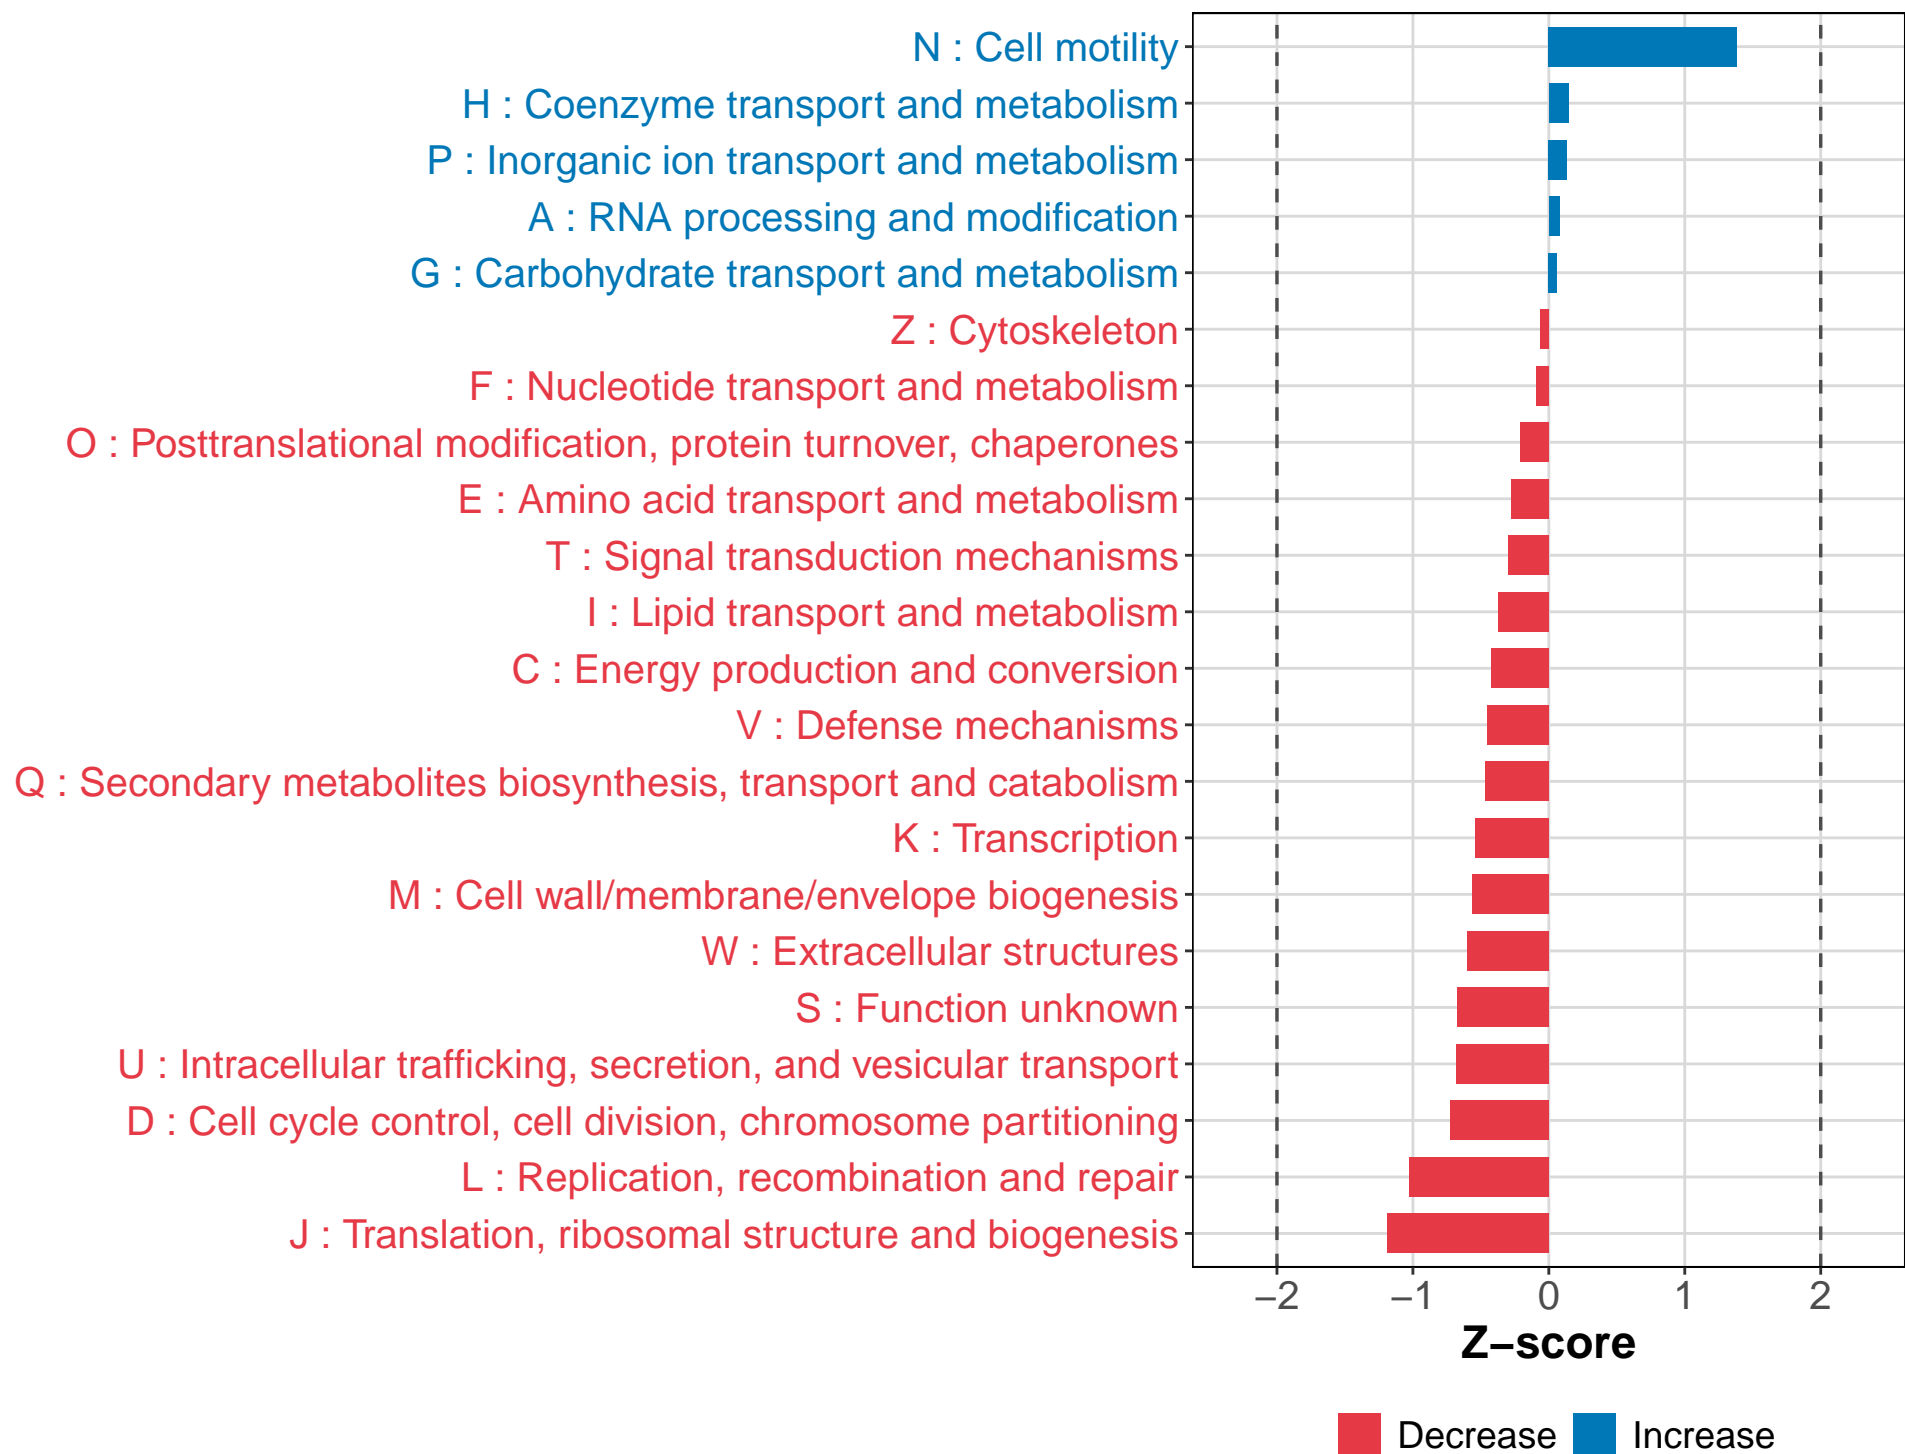 N : Cell motility
H : Coenzyme transport and metabolism
P : Inorganic ion transport and metabolism
A : RNA processing and modification
G : Carbohydrate transport and metabolism
Z : Cytoskeleton
F : Nucleotide transport and metabolism
O : Posttranslational modification, protein turnover, chaperones
E : Amino acid transport and metabolism
T : Signal transduction mechanisms
I : Lipid transport and metabolism
C : Energy production and conversion
V : Defense mechanisms
Q : Secondary metabolites biosynthesis, transport and catabolism
K : Transcription
M : Cell wall/membrane/envelope biogenesis
W : Extracellular structures
S : Function unknown
U : Intracellular trafficking, secretion, and vesicular transport
D : Cell cycle control, cell division, chromosome partitioning
L : Replication, recombination and repair
J : Translation, ribosomal structure and biogenesis
−2 −1 0 1 2
Z−score
Decrease Increase